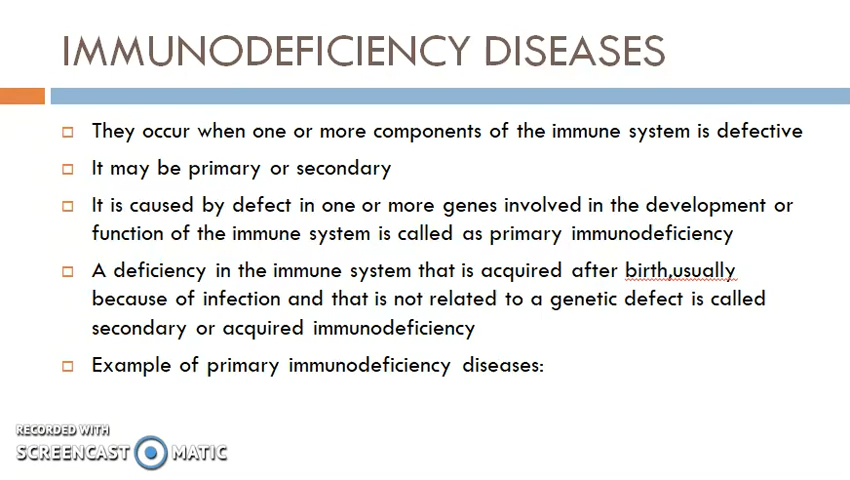 IMMUNODEFICIENCY DISEASES
They occur when one or more components of the immune system is defective
It may be primary or secondary
It is caused by defect in one or more genes involved in the development or
function of the immune system is called as primary immunodeficiency
A deficiency in the immune system that is acquired after birth,usually
because of infection and that is not related to a genetic defect is called
secondary or acquired immunodeficiency
Example of primary immunodeficiency diseases:
RECORDED WITH
SCREENCAST MATIC